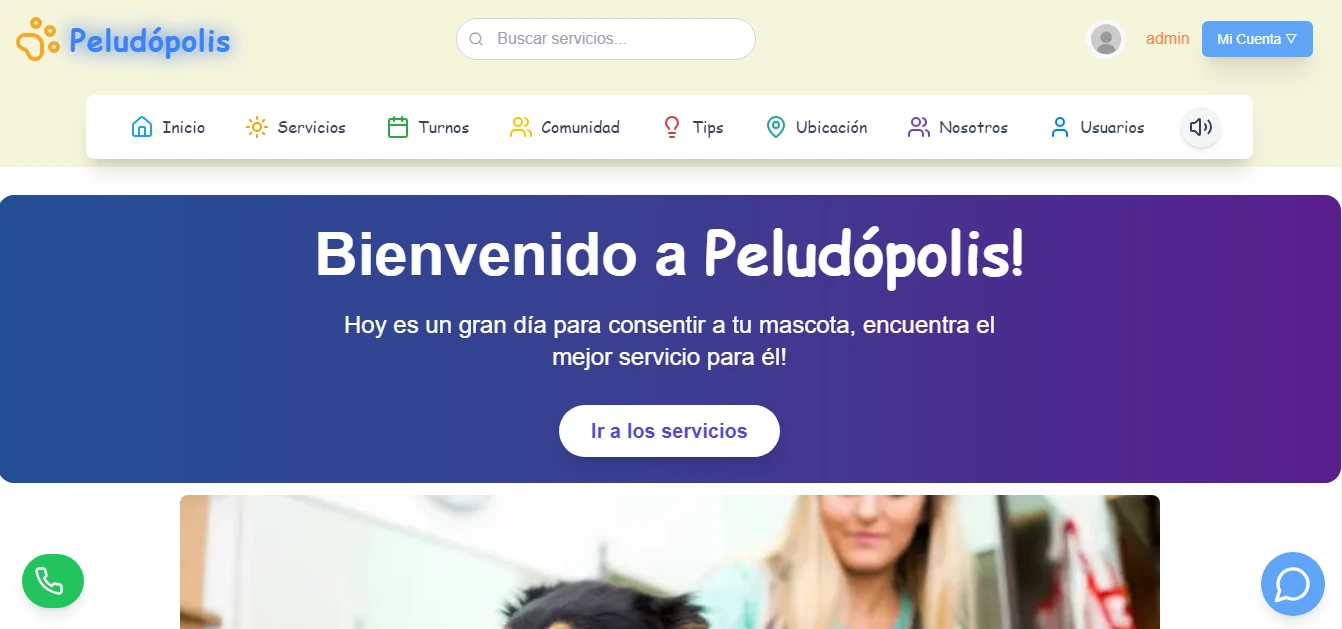 Peludópolis
Buscar servicios...
admin
Mi Cuenta ▽
Inicio
Servicios
Turnos
Comunidad
Tips
Ubicación
Nosotros
Usuarios
Bienvenido a Peludópolis!
Hoy es un gran día para consentir a tu mascota, encuentra el
mejor servicio para él!
Ir a los servicios